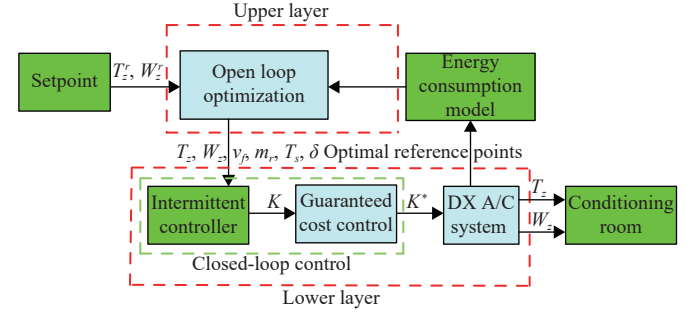 Upper layer
Setpoint
T_z^r, W_z^r
Open loop
optimization
Energy
consumption
model
T_z, W_z, v_f, m_r, T_s, δ Optimal reference points
Intermittent
controller
K
Guaranteed
cost control
K*
DX A/C
system
T_z
W_z
Conditioning
room
Closed-loop control
Lower layer